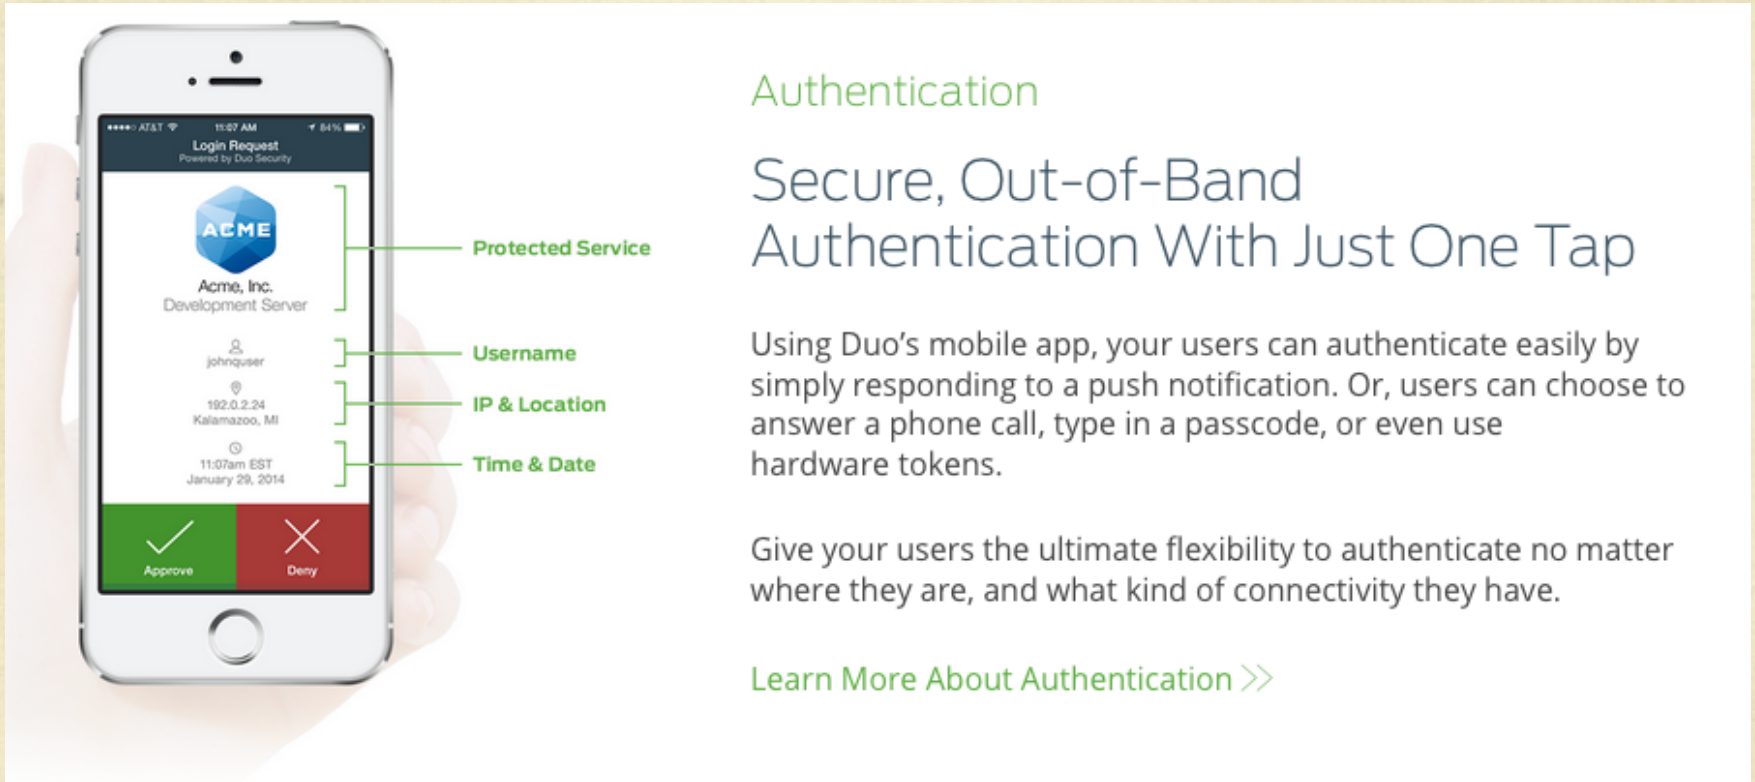 AT&T 11:07 AM 84%
Login Request
Powered by Duo Security
ACME
Acme, Inc.
Development Server
johnquser
192.0.2.24
Kalamazoo, MI
11:07am EST
January 29, 2014
Approve Deny
Protected Service
Username
IP & Location
Time & Date
Authentication
Secure, Out-of-Band
Authentication With Just One Tap
Using Duo’s mobile app, your users can authenticate easily by
simply responding to a push notification. Or, users can choose to
answer a phone call, type in a passcode, or even use
hardware tokens.
Give your users the ultimate flexibility to authenticate no matter
where they are, and what kind of connectivity they have.
Learn More About Authentication >>